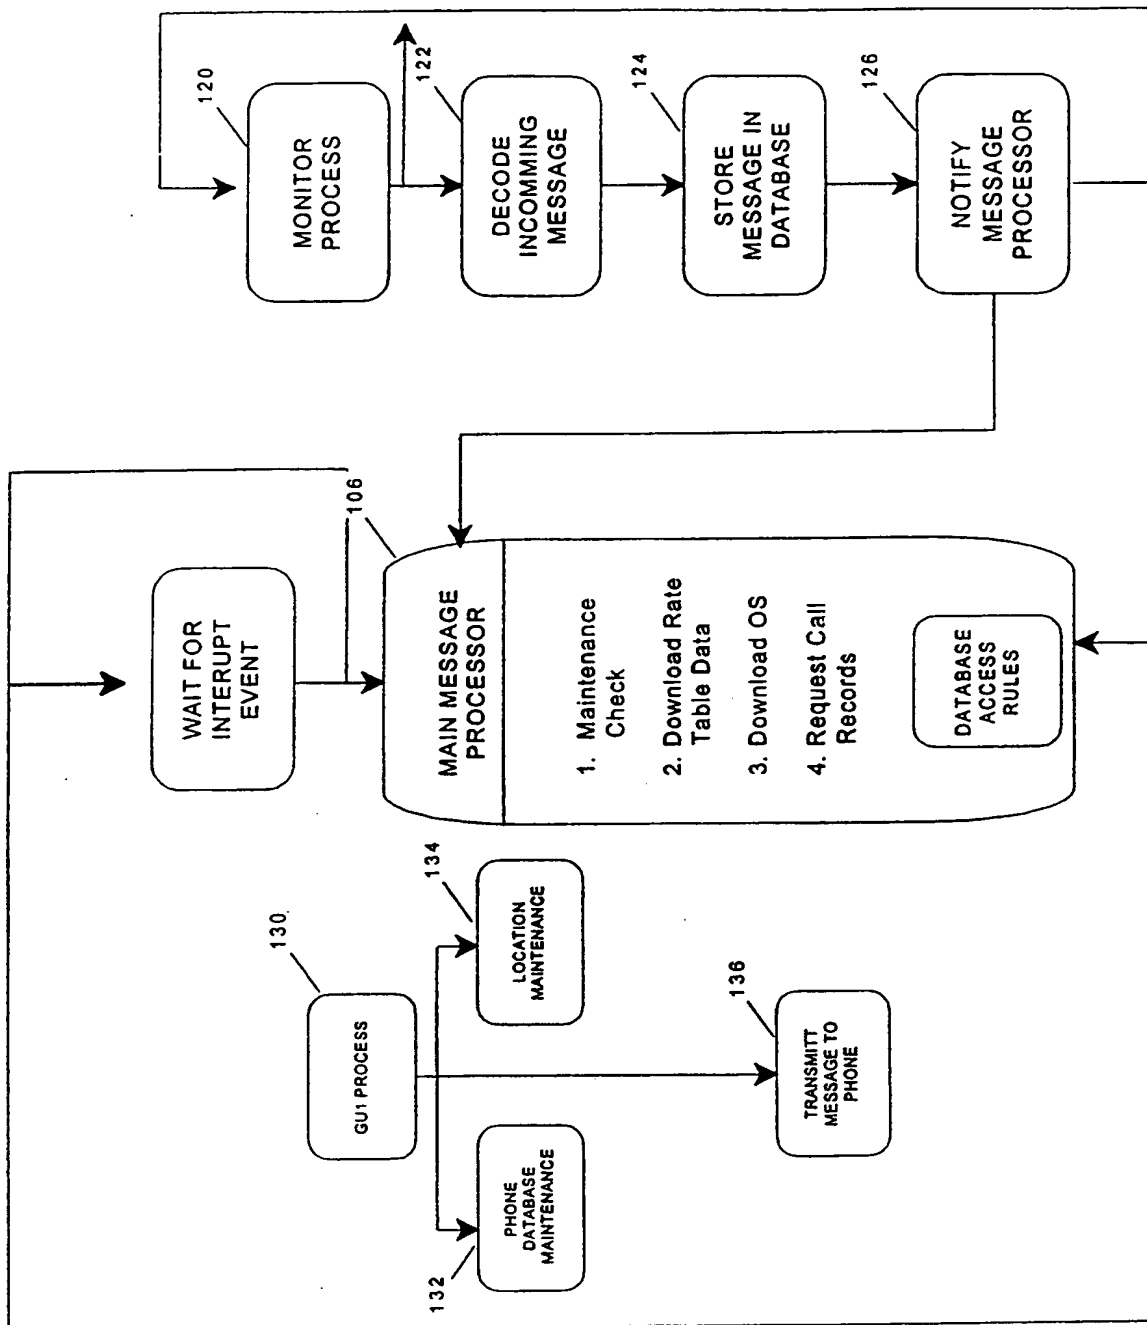 130
GU1 PROCESS
132
PHONE
DATABASE
MAINTENANCE
134
LOCATION
MAINTENANCE
136
TRANSMITT
MESSAGE TO
PHONE
WAIT FOR
INTERUPT
EVENT
106
MAIN MESSAGE
PROCESSOR
1. Maintenance
Check
2. Download Rate
Table Data
3. Download OS
4. Request Call
Records
DATABASE
ACCESS
RULES
120
MONITOR
PROCESS
122
DECODE
INCOMMING
MESSAGE
124
STORE
MESSAGE IN
DATABASE
126
NOTIFY
MESSAGE
PROCESSOR